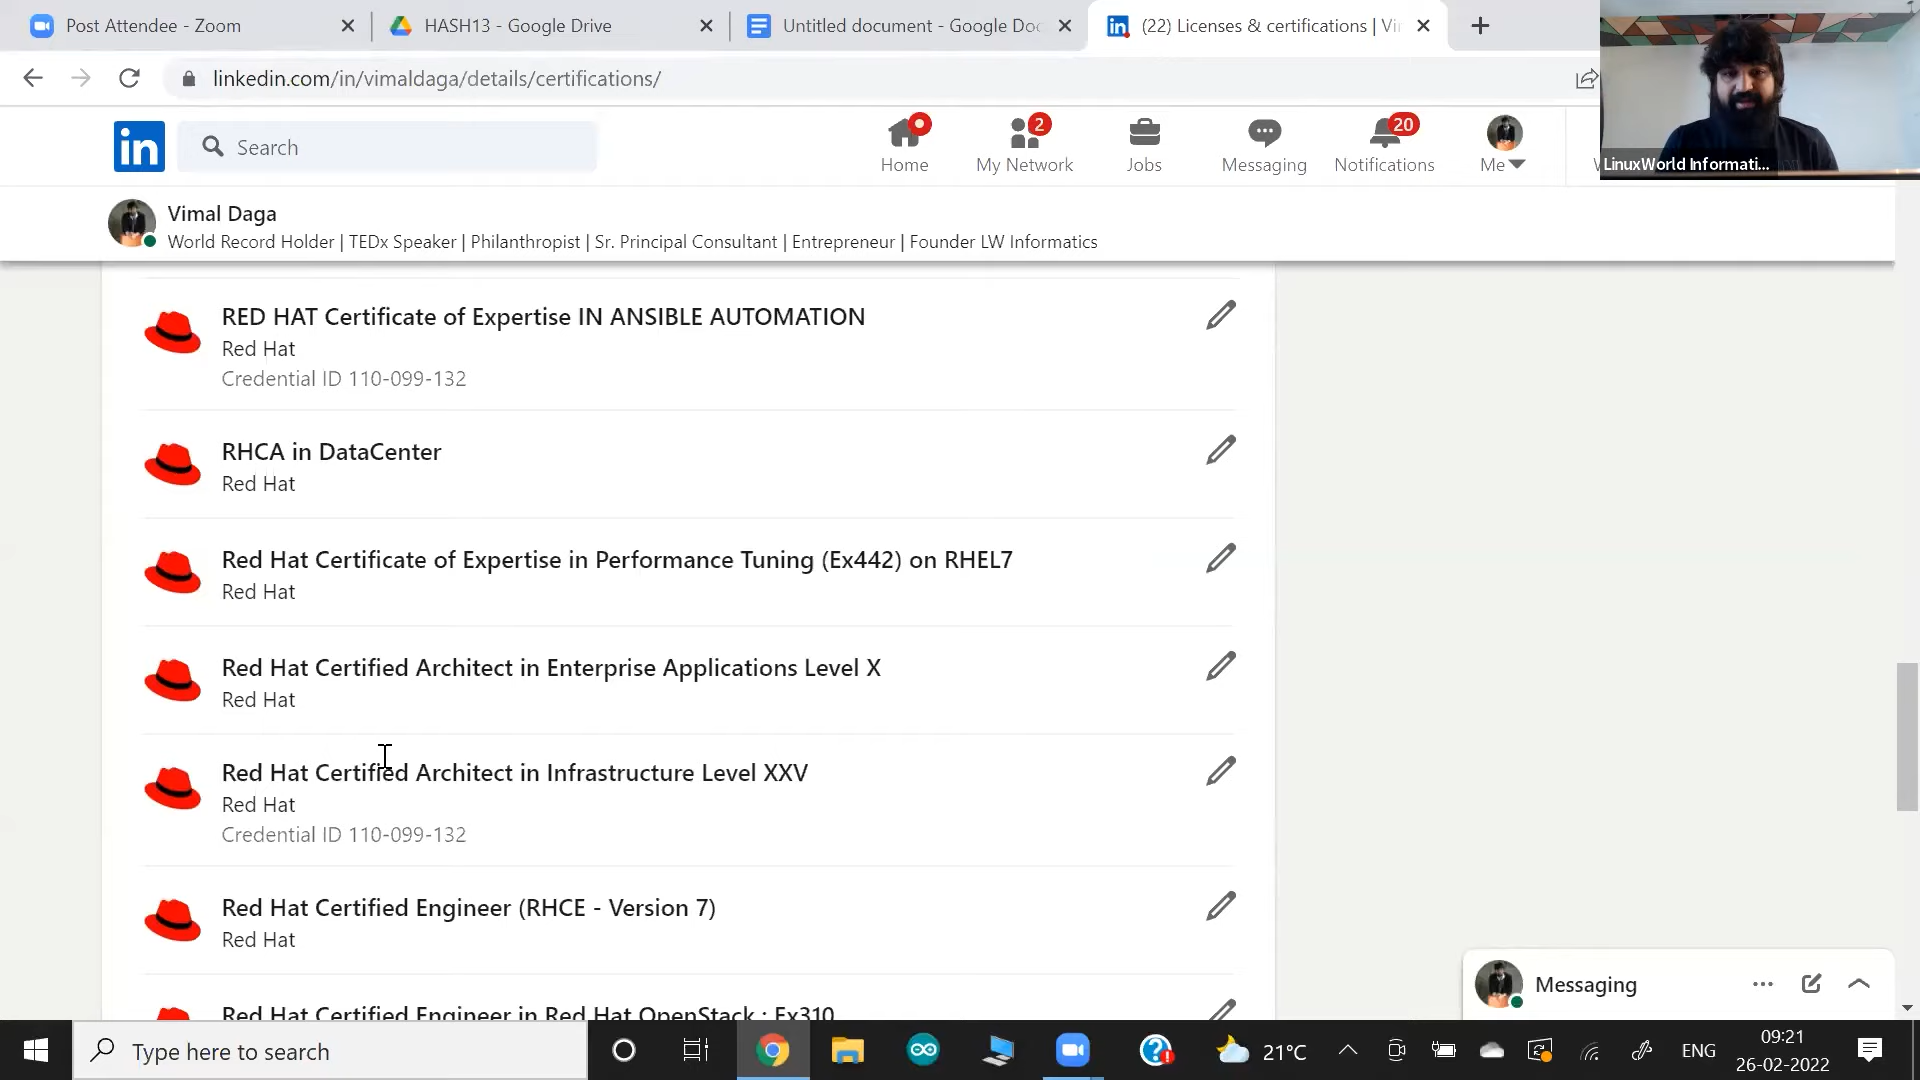 Post Attendee - Zoom
HASH13 - Google Drive
Untitled document - Google Doc
(22) Licenses & certifications | Vi
linkedin.com/in/vimaldaga/details/certifications/
in
Search
Home
2
My Network
Jobs
Messaging
20
Notifications
Me
LinuxWorld Informati...
Vimal Daga
World Record Holder | TEDx Speaker | Philanthropist | Sr. Principal Consultant | Entrepreneur | Founder LW Informatics
RED HAT Certificate of Expertise IN ANSIBLE AUTOMATION
Red Hat
Credential ID 110-099-132
RHCA in DataCenter
Red Hat
Red Hat Certificate of Expertise in Performance Tuning (Ex442) on RHEL7
Red Hat
Red Hat Certified Architect in Enterprise Applications Level X
Red Hat
Red Hat Certified Architect in Infrastructure Level XXV
Red Hat
Credential ID 110-099-132
Red Hat Certified Engineer (RHCE - Version 7)
Red Hat
Red Hat Certified Engineer in Red Hat OpenStack : Ex310
Messaging
Type here to search
21°C
ENG
09:21
26-02-2022